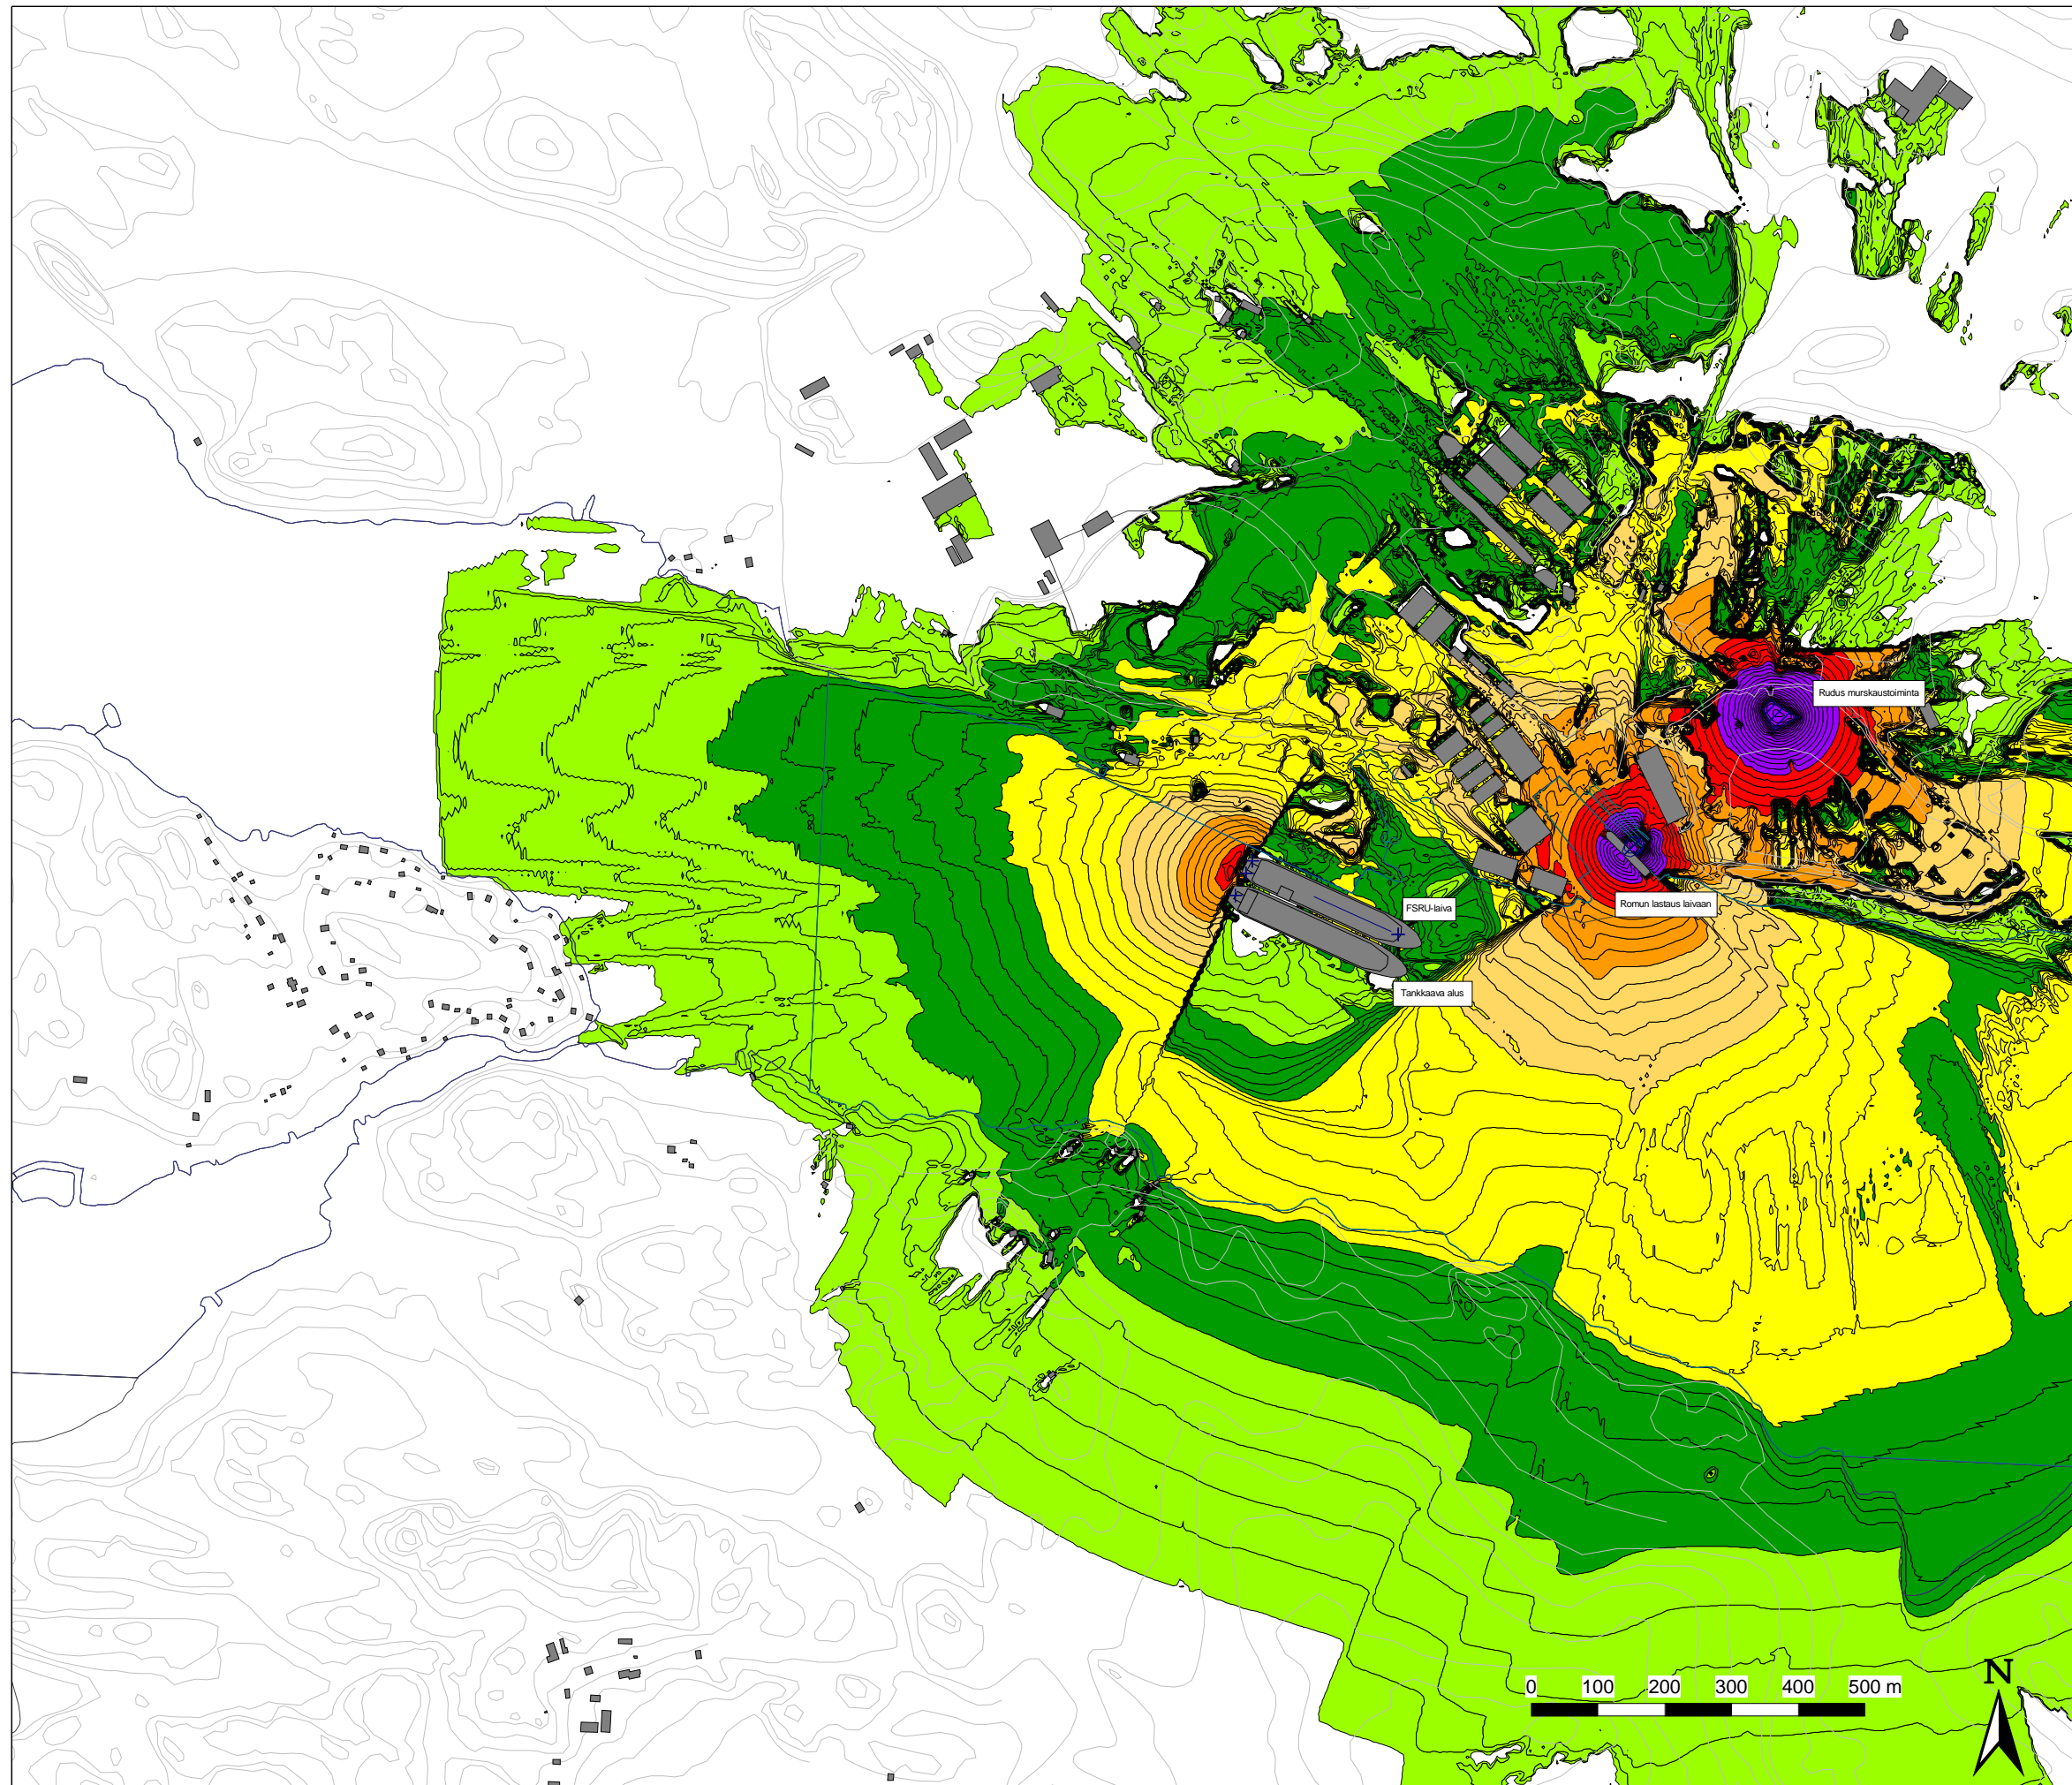 Rudus murskaustoiminta
Romun lastaus laivaan
FSRU-laiva
Tankkaava alus
N
0 100 200 300 400 500 m